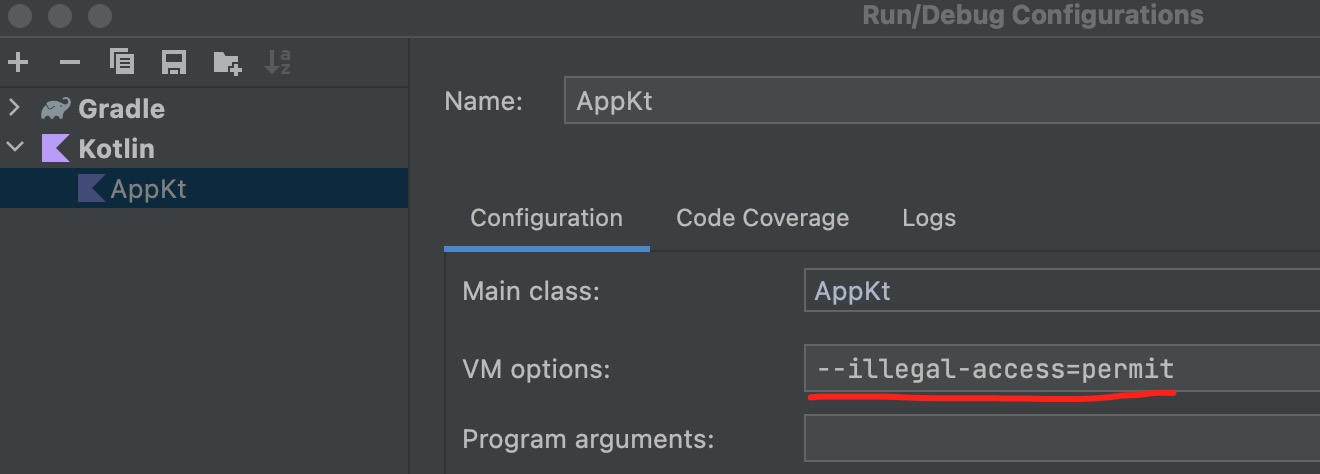 Run/Debug Configurations
Gradle
Kotlin
AppKt
Name: AppKt
Configuration Code Coverage Logs
Main class: AppKt
VM options: --illegal-access=permit
Program arguments: